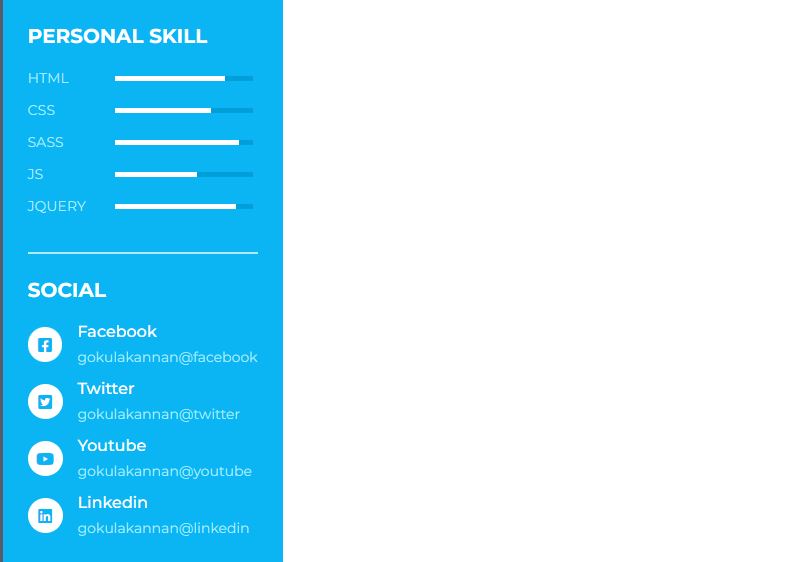 PERSONAL SKILL
HTML
CSS
SASS
JS
JQUERY
SOCIAL
Facebook
gokulakannan@facebook
Twitter
gokulakannan@twitter
Youtube
gokulakannan@youtube
Linkedin
gokulakannan@linkedin